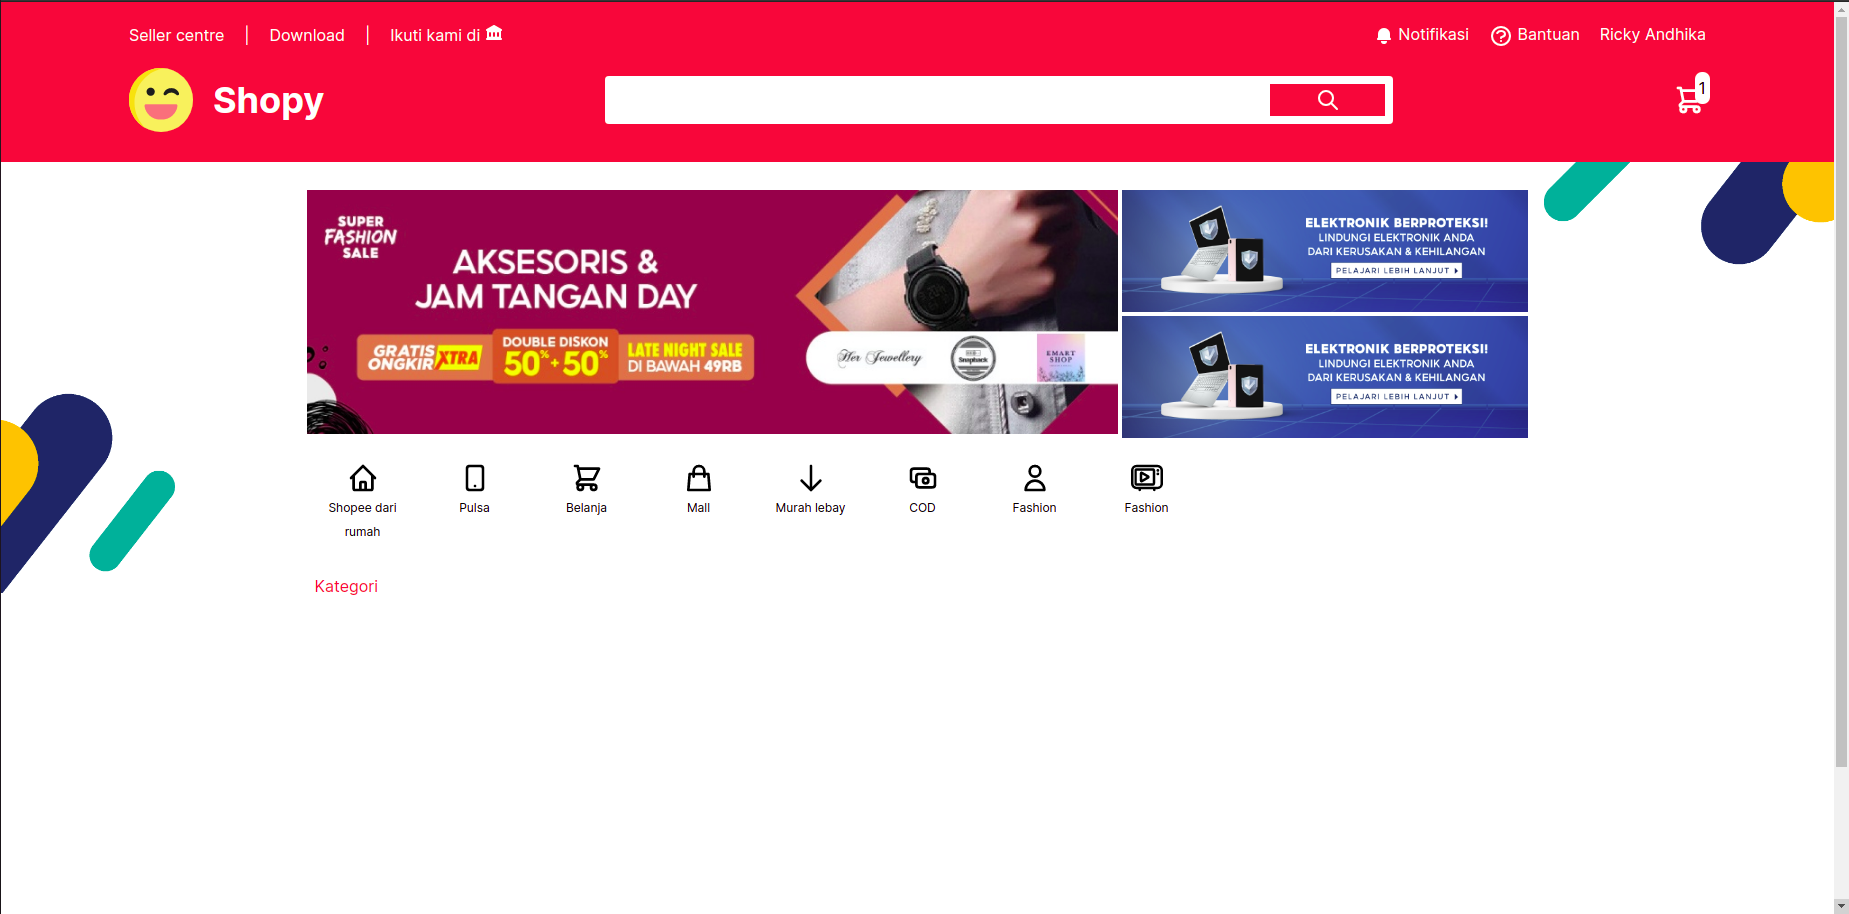 Seller centre | Download | Ikuti kami di
Notifikasi Bantuan Ricky Andhika
Shopy
1
SUPER
FASHION
SALE
AKSESORIS &
JAM TANGAN DAY
GRATIS
ONGKIR XTRA
DOUBLE DISKON
50% + 50%
LATE NIGHT SALE
DI BAWAH 49RB
Her Jewellery
Snapback
EMART
SHOP
ELEKTRONIK BERPROTEKSI!
LINDUNGI ELEKTRONIK ANDA
DARI KERUSAKAN & KEHILANGAN
PELAJARI LEBIH LANJUT
ELEKTRONIK BERPROTEKSI!
LINDUNGI ELEKTRONIK ANDA
DARI KERUSAKAN & KEHILANGAN
PELAJARI LEBIH LANJUT
Shopee dari
rumah
Pulsa
Belanja
Mall
Murah lebay
COD
Fashion
Fashion
Kategori